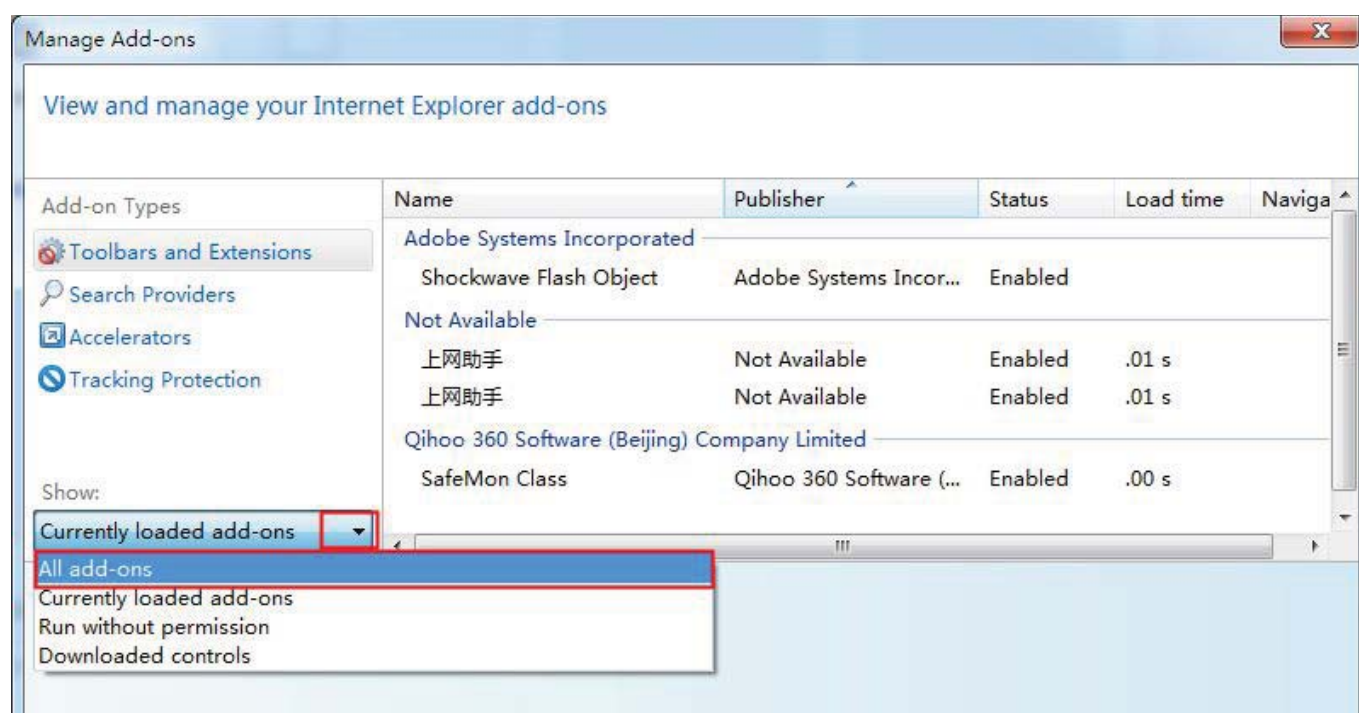 Manage Add-ons
View and manage your Internet Explorer add-ons
Add-on Types
Toolbars and Extensions
Search Providers
Accelerators
Tracking Protection
Show:
Currently loaded add-ons
All add-ons
Currently loaded add-ons
Run without permission
Downloaded controls
Name Publisher Status Load time Naviga
Adobe Systems Incorporated
Shockwave Flash Object Adobe Systems Incor... Enabled
Not Available
上网助手 Not Available Enabled .01 s
上网助手 Not Available Enabled .01 s
Qihoo 360 Software (Beijing) Company Limited
SafeMon Class Qihoo 360 Software (... Enabled .00 s